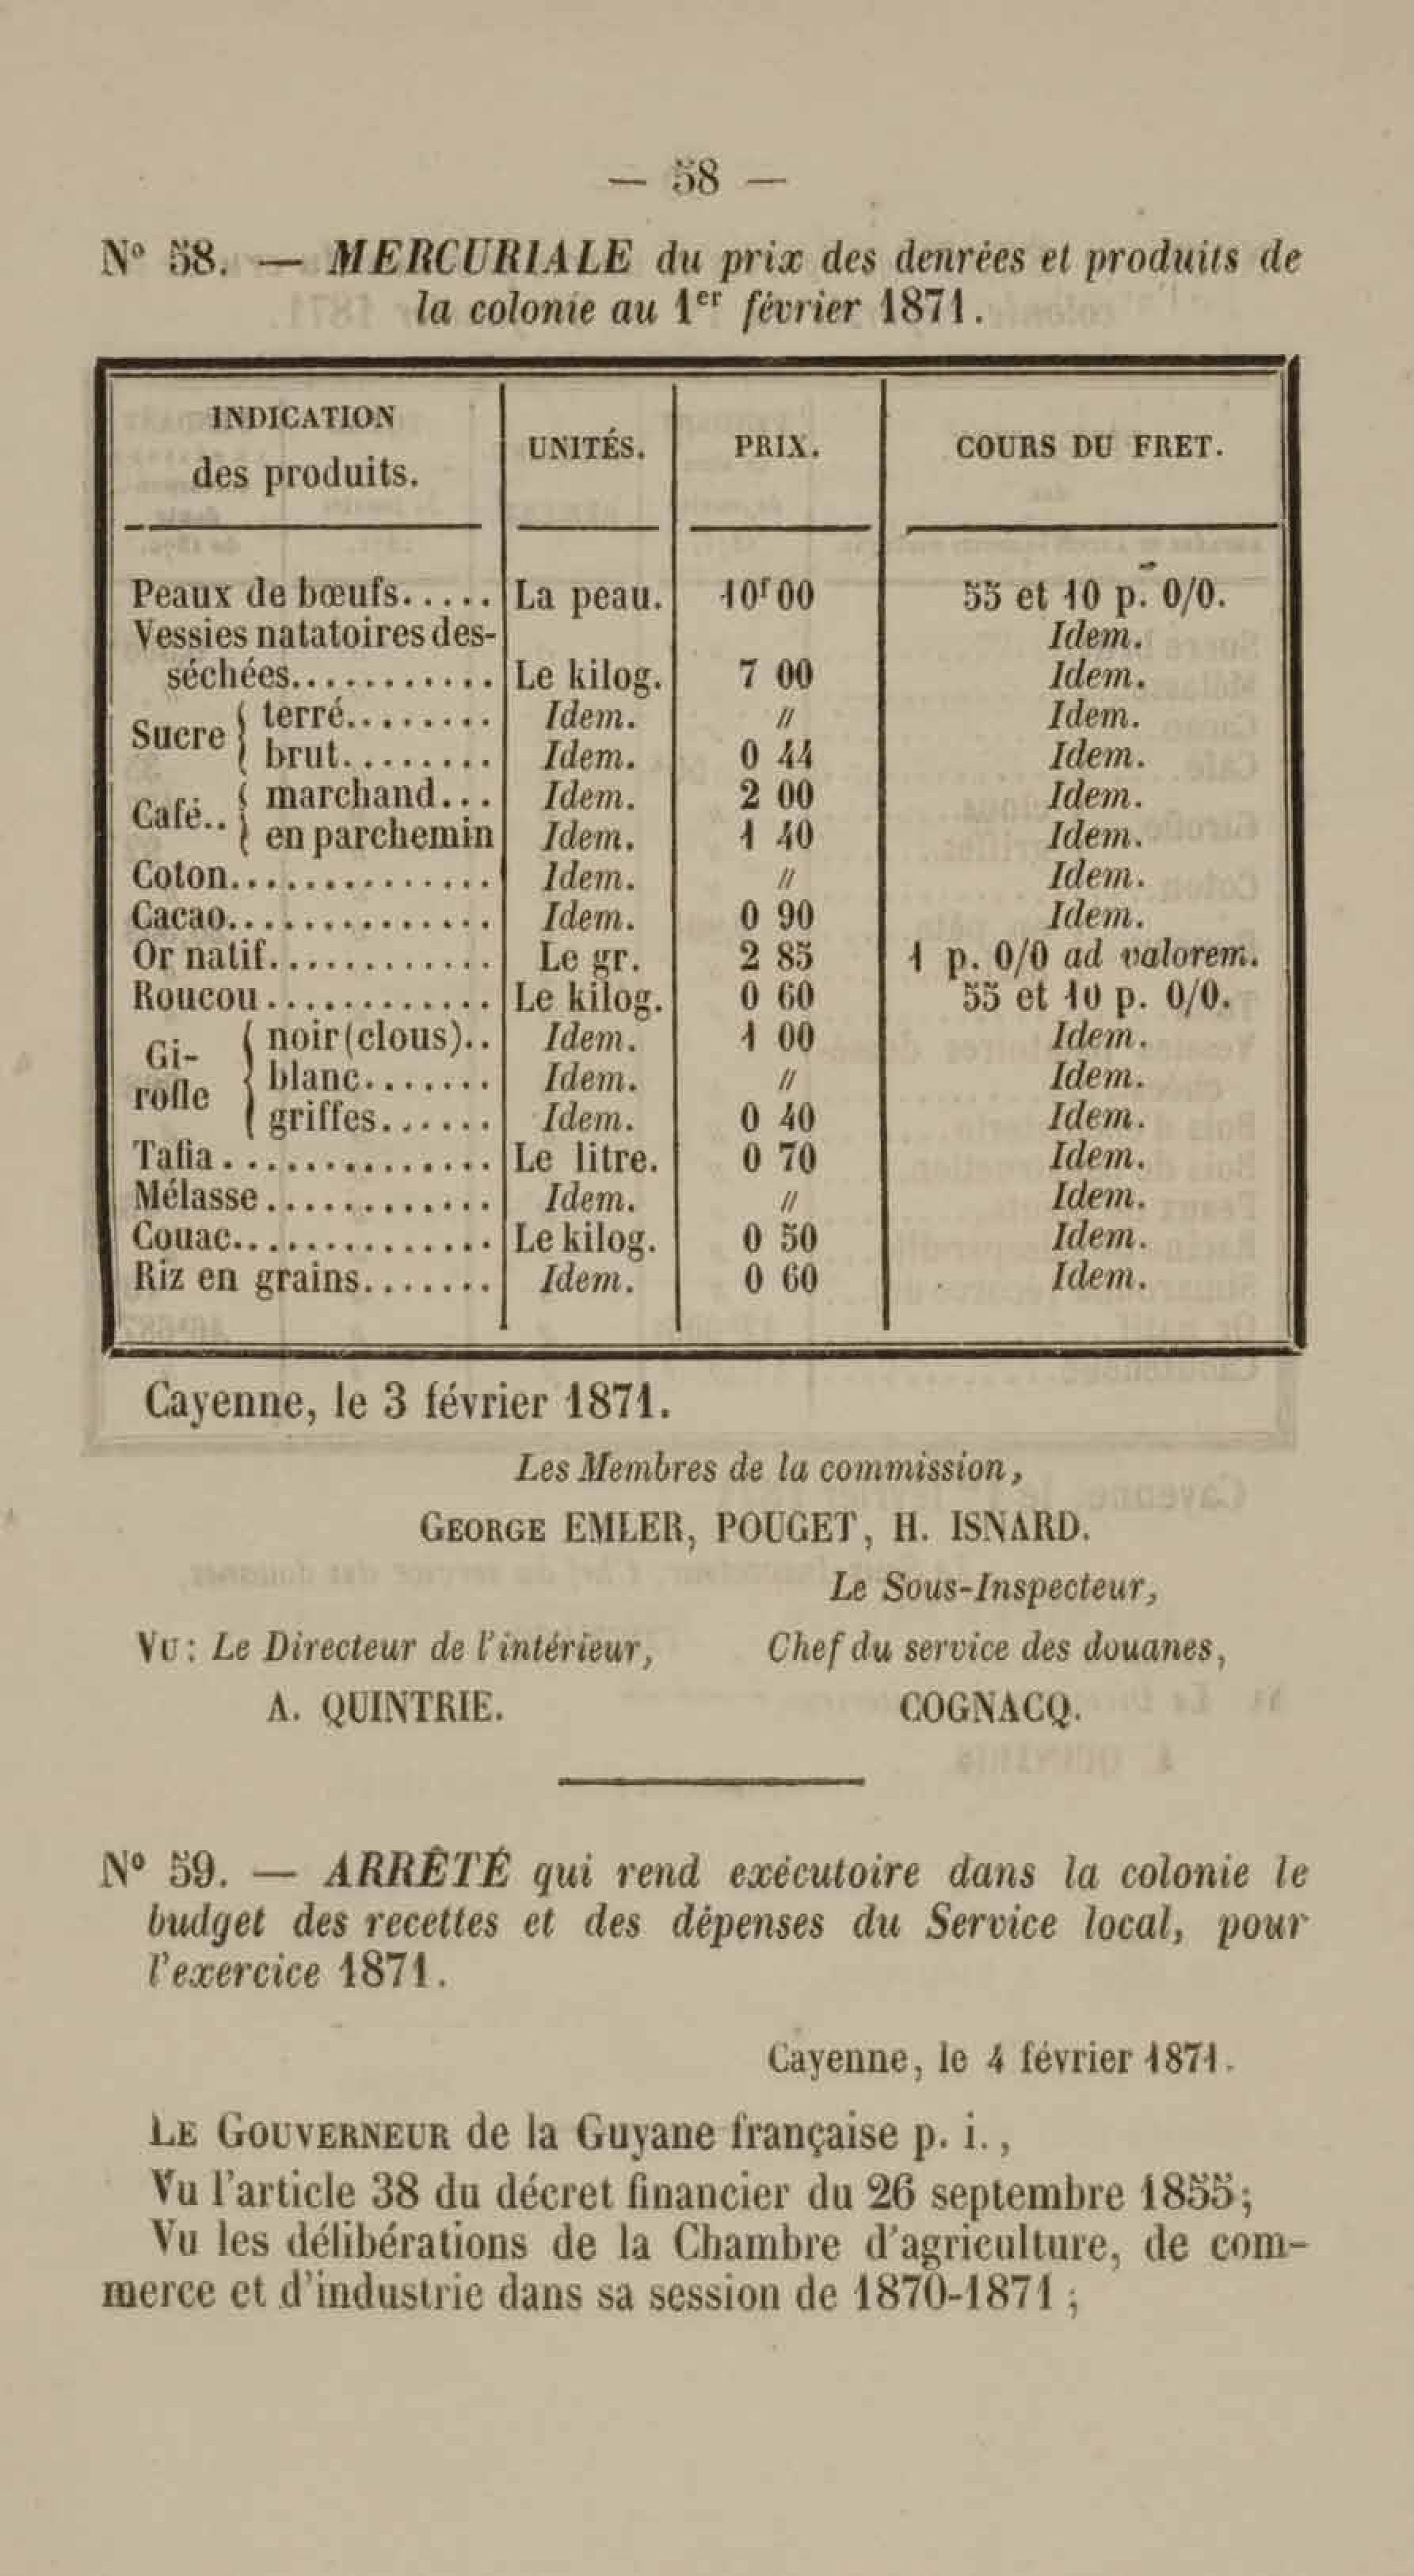 — 58 —
N° 58. — MERCURIALE du prix des denrées et produits de
la colonie au 1er février 1871.
INDICATION des produits. UNITÉS. PRIX. COURS DU FRET.
Peaux de bœufs..... La peau. 10f00 55 et 10 p. 0/0.
Vessies natatoires des- Idem.
séchées........... Le kilog. 7 00 Idem.
Sucre { terré........ Idem. // Idem.
brut........ Idem. 0 44 Idem.
Café.. { marchand... Idem. 2 00 Idem.
en parchemin Idem. 1 40 Idem.
Coton.............. Idem. // Idem.
Cacao.............. Idem. 0 90 Idem.
Or natif............ Le gr. 2 85 1 p. 0/0 ad valorem.
Roucou............ Le kilog. 0 60 55 et 10 p. 0/0.
Gi-rofle { noir (clous).. Idem. 1 00 Idem.
blanc....... Idem. // Idem.
griffes...... Idem. 0 40 Idem.
Tafia.............. Le litre. 0 70 Idem.
Mélasse............ Idem. // Idem.
Couac.............. Le kilog. 0 50 Idem.
Riz en grains....... Idem. 0 60 Idem.
Cayenne, le 3 février 1871.
Les Membres de la commission,
GEORGE EMLER, POUGET, H. ISNARD.
Le Sous-Inspecteur,
VU: Le Directeur de l'intérieur, Chef du service des douanes,
A. QUINTRIE. COGNACQ.
N° 59. — ARRÊTÉ qui rend exécutoire dans la colonie le
budget des recettes et des dépenses du Service local, pour
l'exercice 1871.
Cayenne, le 4 février 1871.
LE GOUVERNEUR de la Guyane française p. i.,
Vu l'article 38 du décret financier du 26 septembre 1855;
Vu les délibérations de la Chambre d'agriculture, de com-
merce et d'industrie dans sa session de 1870-1871 ;